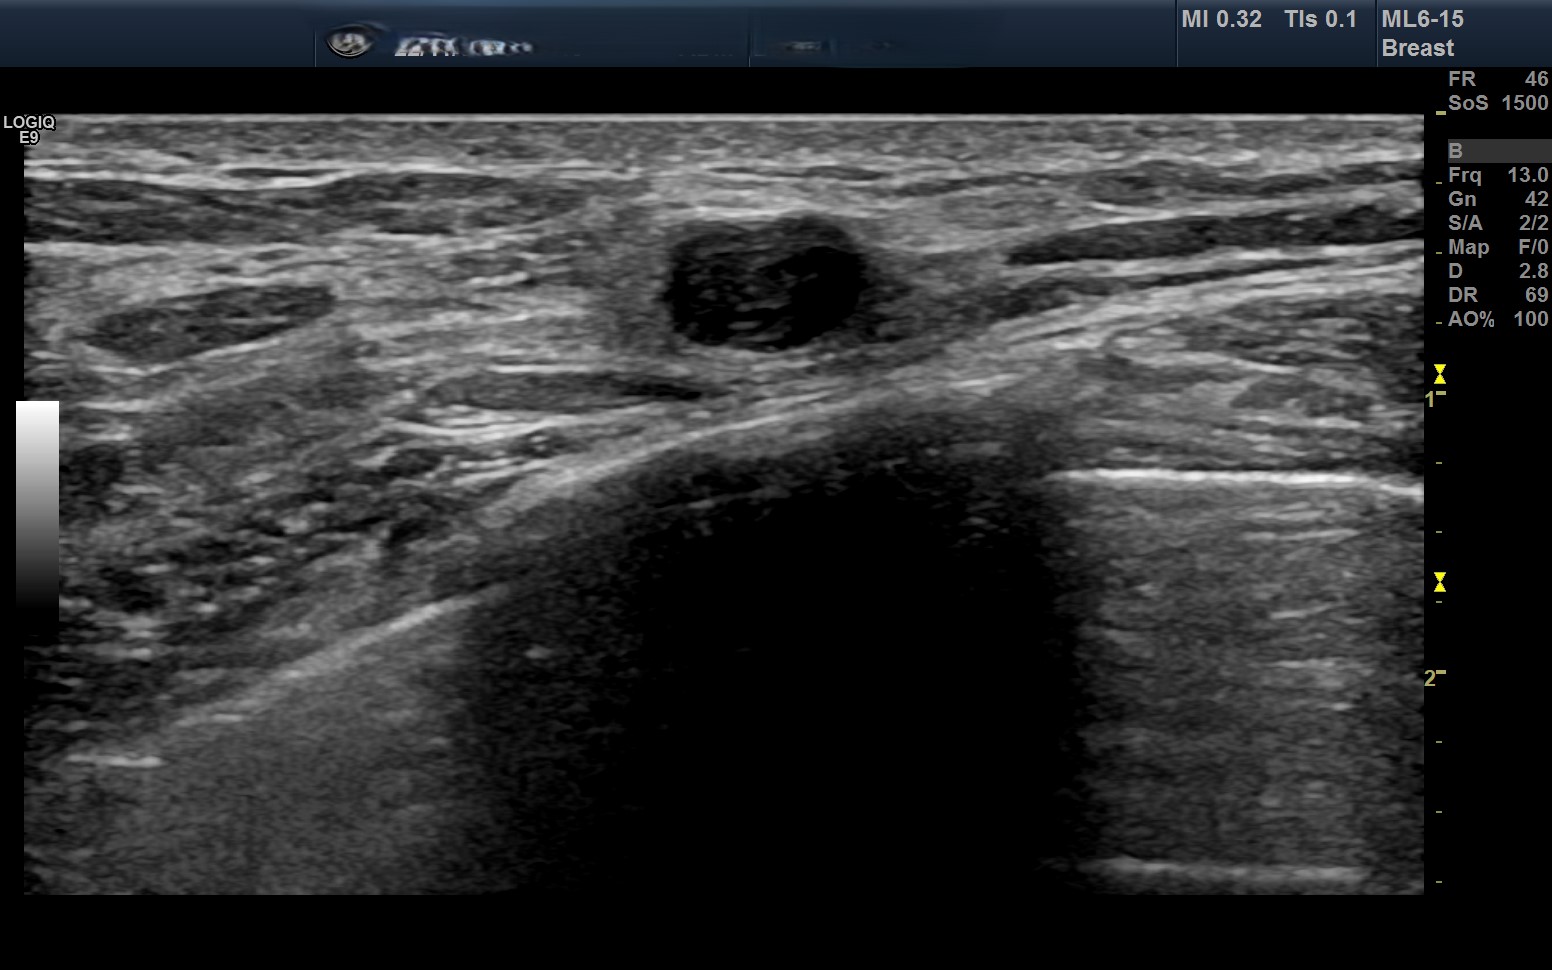 MI 0.32 TIs 0.1
ML6-15
Breast
LOGIQ
E9
FR 46
SoS 1500
B
Frq 13.0
Gn 42
S/A 2/2
Map F/0
D 2.8
DR 69
AO% 100
1
2